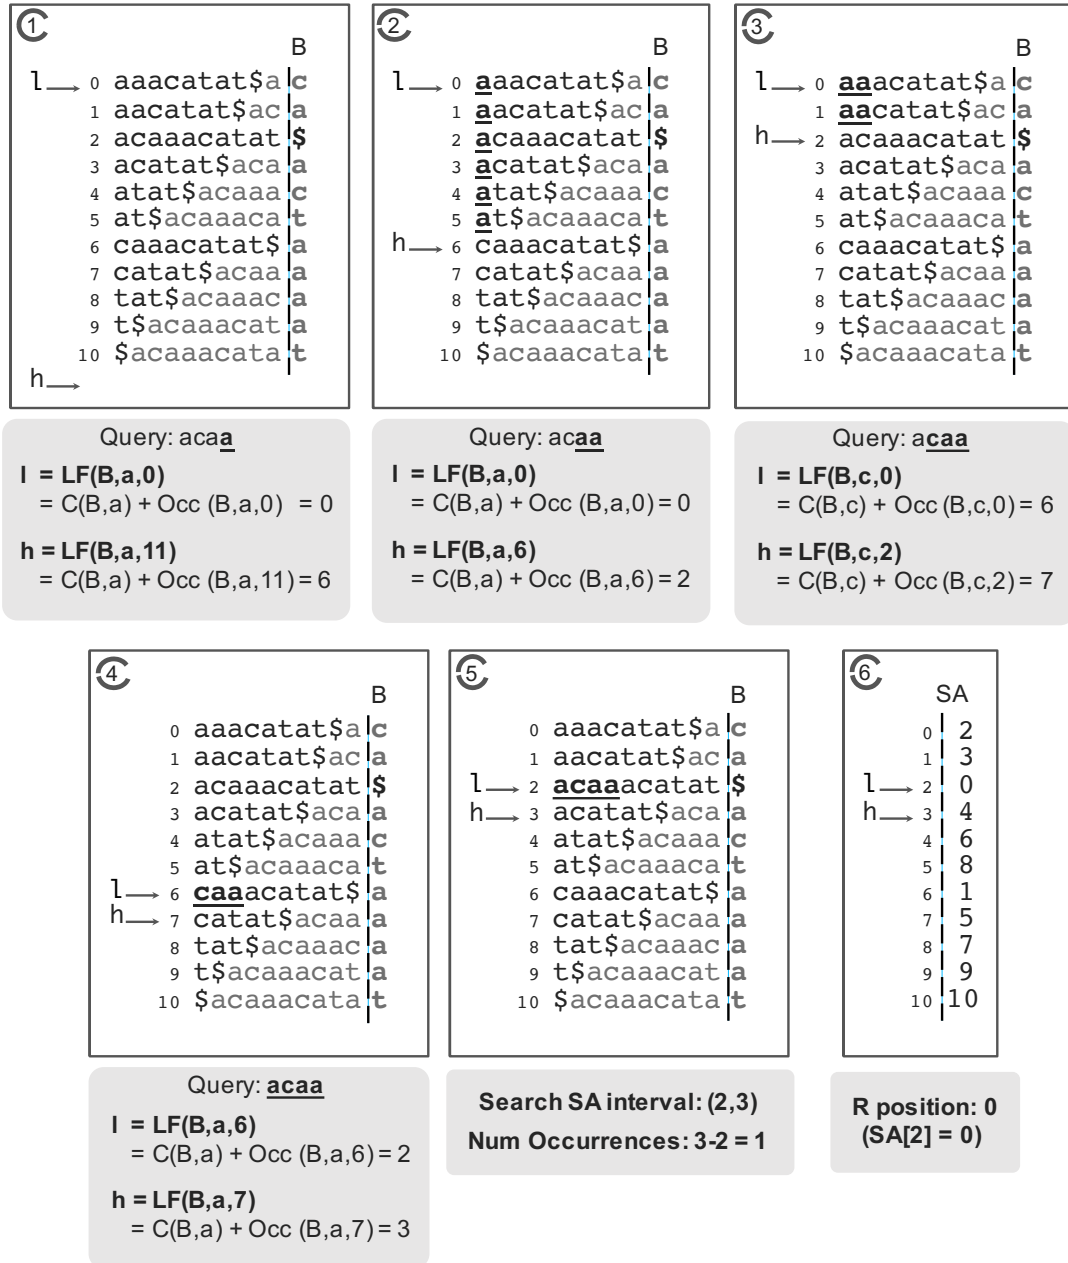 1
B
l 0 aaacatat$a c
1 aacatat$ac a
2 acaaacatat $
3 acatat$aca a
4 atat$acaaa c
5 at$acaaaca t
6 caaacatat$ a
7 catat$acaa a
8 tat$acaaac a
9 t$acaaacat a
10 $acaaacata t
h
Query: acaa
l = LF(B,a,0)
= C(B,a) + Occ (B,a,0) = 0
h = LF(B,a,11)
= C(B,a) + Occ (B,a,11) = 6
2
B
l 0 aaacatat$a c
1 aacatat$ac a
2 acaaacatat $
3 acatat$aca a
4 atat$acaaa c
5 at$acaaaca t
h 6 caaacatat$ a
7 catat$acaa a
8 tat$acaaac a
9 t$acaaacat a
10 $acaaacata t
Query: acaa
l = LF(B,a,0)
= C(B,a) + Occ (B,a,0) = 0
h = LF(B,a,6)
= C(B,a) + Occ (B,a,6) = 2
3
B
l 0 aaacatat$a c
1 aacatat$ac a
h 2 acaaacatat $
3 acatat$aca a
4 atat$acaaa c
5 at$acaaaca t
6 caaacatat$ a
7 catat$acaa a
8 tat$acaaac a
9 t$acaaacat a
10 $acaaacata t
Query: acaa
l = LF(B,c,0)
= C(B,c) + Occ (B,c,0) = 6
h = LF(B,c,2)
= C(B,c) + Occ (B,c,2) = 7
4
B
0 aaacatat$a c
1 aacatat$ac a
2 acaaacatat $
3 acatat$aca a
4 atat$acaaa c
5 at$acaaaca t
l 6 caaacatat$ a
h 7 catat$acaa a
8 tat$acaaac a
9 t$acaaacat a
10 $acaaacata t
Query: acaa
l = LF(B,a,6)
= C(B,a) + Occ (B,a,6) = 2
h = LF(B,a,7)
= C(B,a) + Occ (B,a,7) = 3
5
B
0 aaacatat$a c
1 aacatat$ac a
l 2 acaaacatat $
h 3 acatat$aca a
4 atat$acaaa c
5 at$acaaaca t
6 caaacatat$ a
7 catat$acaa a
8 tat$acaaac a
9 t$acaaacat a
10 $acaaacata t
Search SA interval: (2,3)
Num Occurrences: 3-2 = 1
6
SA
0 2
1 3
l 2 0
h 3 4
4 6
5 8
6 1
7 5
8 7
9 9
10 10
R position: 0
(SA[2] = 0)